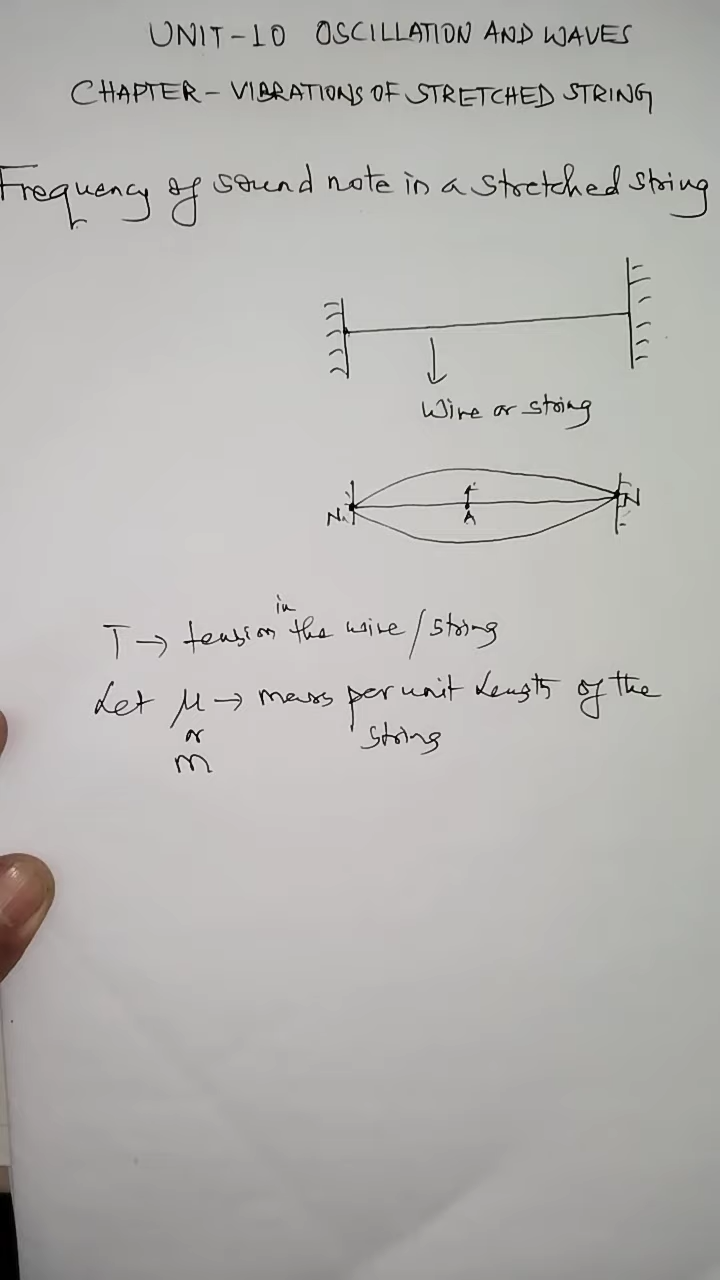 UNIT-10 OSCILLATION AND WAVES
CHAPTER - VIBRATIONS OF STRETCHED STRING
Frequency of sound note in a stretched string
Wire or string
N A N
T → tension in the wire/string
Let μ → mass per unit length of the
or string
m